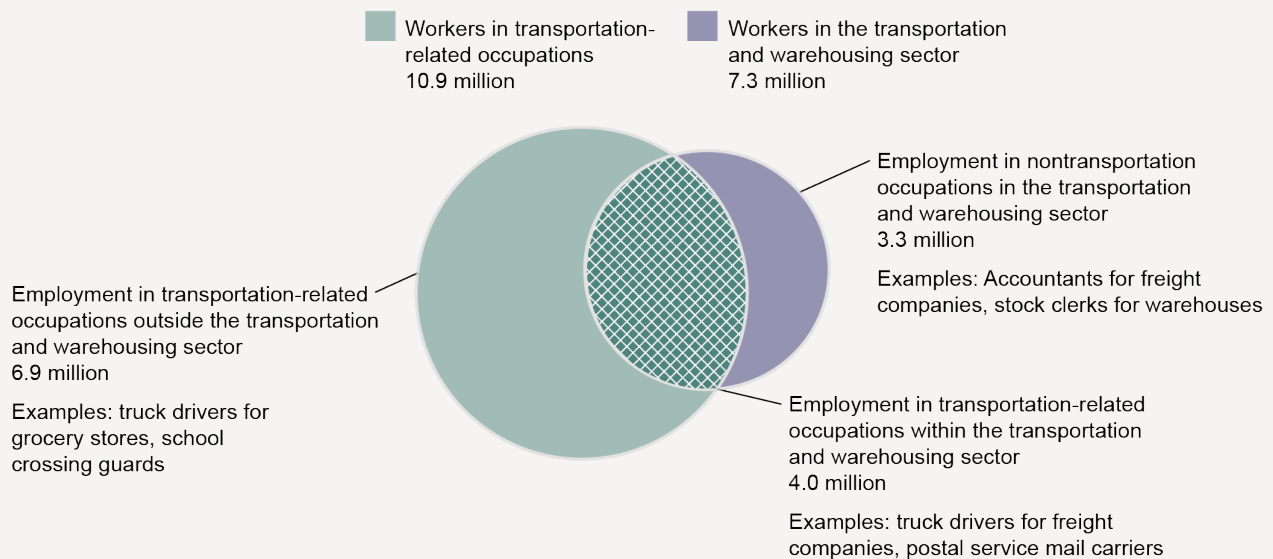 Workers in transportation-
related occupations
10.9 million
Workers in the transportation
and warehousing sector
7.3 million
Employment in nontransportation
occupations in the transportation
and warehousing sector
3.3 million
Examples: Accountants for freight
companies, stock clerks for warehouses
Employment in transportation-related
occupations outside the transportation
and warehousing sector
6.9 million
Examples: truck drivers for
grocery stores, school
crossing guards
Employment in transportation-related
occupations within the transportation
and warehousing sector
4.0 million
Examples: truck drivers for freight
companies, postal service mail carriers